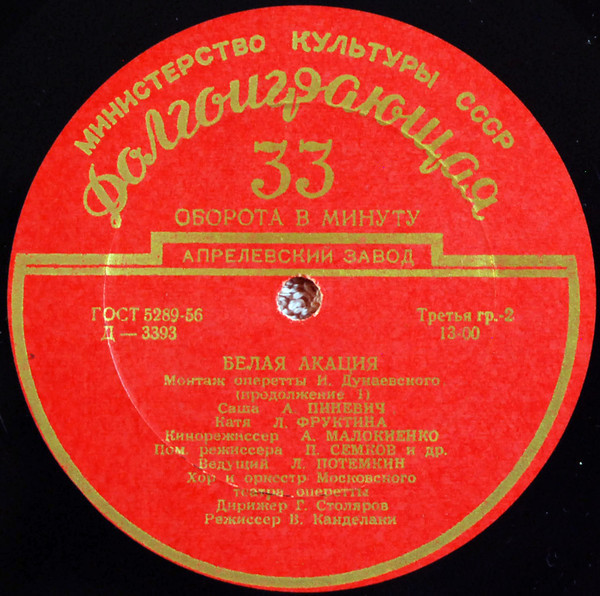 МИНИСТЕРСТВО КУЛЬТУРЫ СССР
Долгоиграющая
33
ОБОРОТА В МИНУТУ
АПРЕЛЕВСКИЙ ЗАВОД
ГОСТ 5289-56
Д — 3393
Третья гр.-2
13-00
БЕЛАЯ АКАЦИЯ
Монтаж оперетты И. Дунаевского
(продолжение 1)
Саша А. ПИНЕВИЧ
Катя Л. ФРУКТИНА
Кинорежиссер А. МАЛОКИЕНКО
Пом. режиссера П. СЕМКОВ и др.
Ведущий Л. ПОТЕМКИН
Хор и оркестр Московского
театра оперетты
Дирижер Г. Столяров
Режиссер В. Канделаки